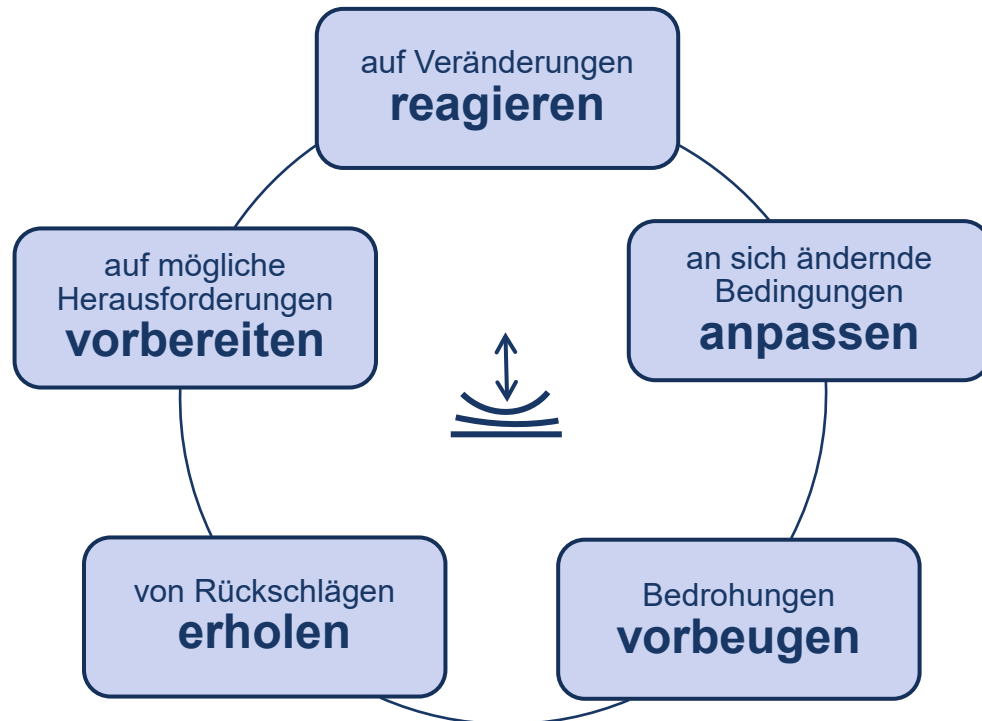 auf Veränderungen
reagieren
auf mögliche
Herausforderungen
vorbereiten
an sich ändernde
Bedingungen
anpassen
von Rückschlägen
erholen
Bedrohungen
vorbeugen